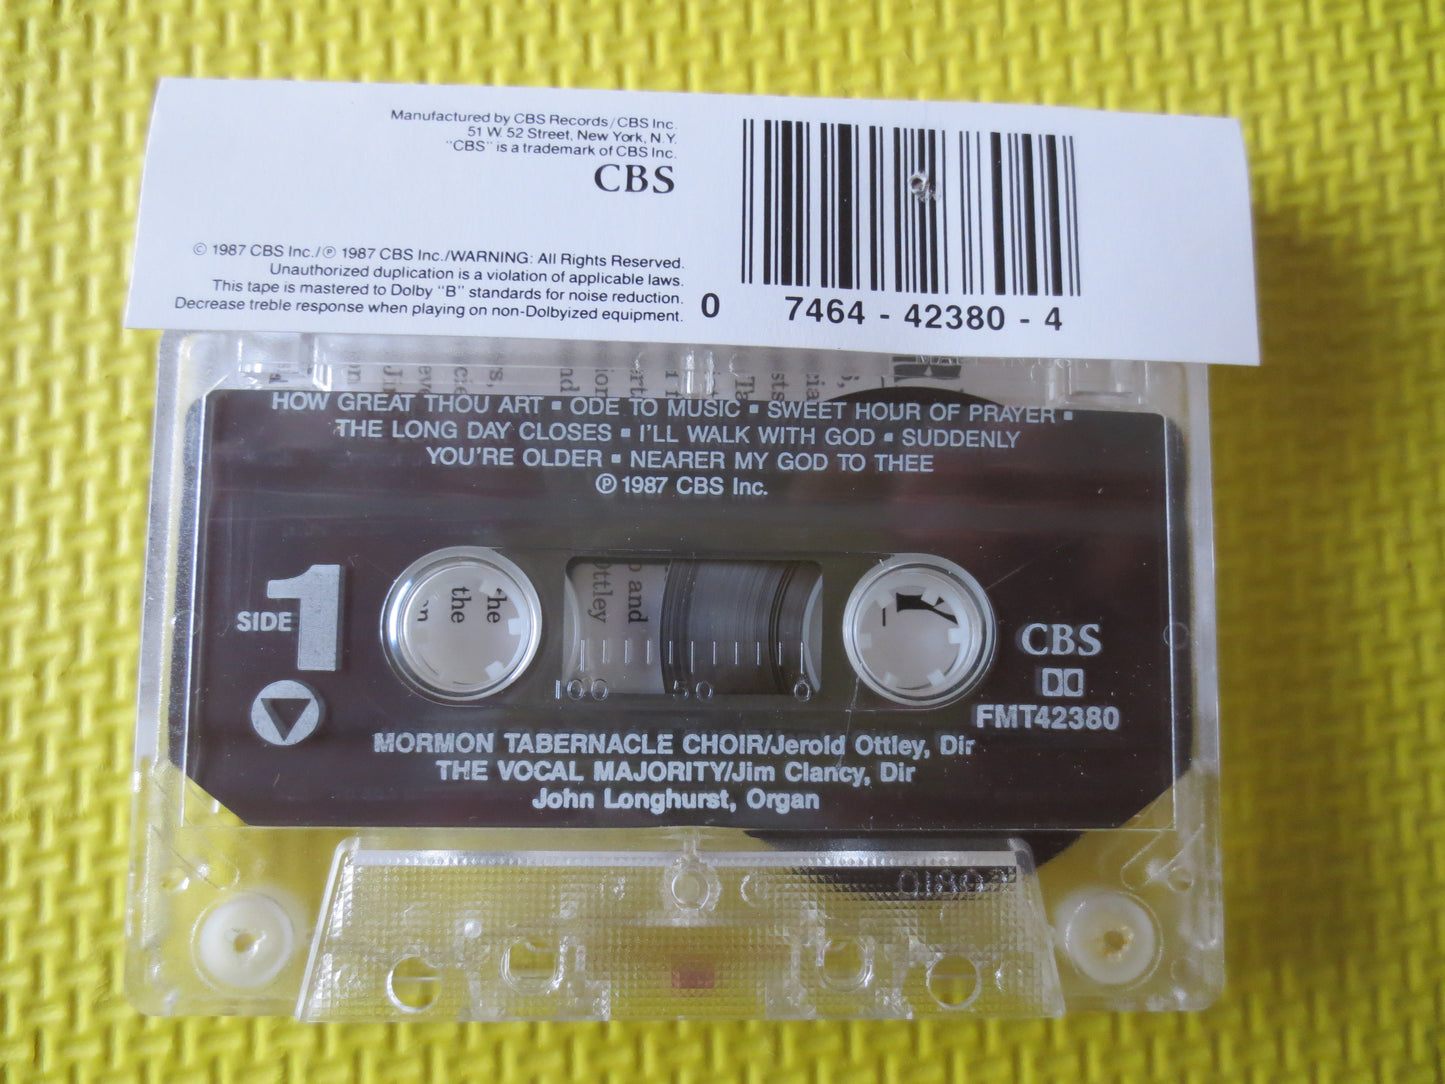 Manufactured by CBS Records/CBS Inc.
51 W. 52 Street, New York, N.Y.
"CBS" is a trademark of CBS Inc.
CBS
© 1987 CBS Inc./℗ 1987 CBS Inc./WARNING: All Rights Reserved.
Unauthorized duplication is a violation of applicable laws.
This tape is mastered to Dolby "B" standards for noise reduction.
Decrease treble response when playing on non-Dolbyized equipment.
0 7464 - 42380 - 4
HOW GREAT THOU ART ▪ ODE TO MUSIC ▪ SWEET HOUR OF PRAYER ▪
THE LONG DAY CLOSES ▪ I'LL WALK WITH GOD ▪ SUDDENLY
YOU'RE OLDER ▪ NEARER MY GOD TO THEE
℗ 1987 CBS Inc.
SIDE 1
the
and
Ottley
100 50 0
CBS
FMT42380
MORMON TABERNACLE CHOIR/Jerold Ottley, Dir
THE VOCAL MAJORITY/Jim Clancy, Dir
John Longhurst, Organ